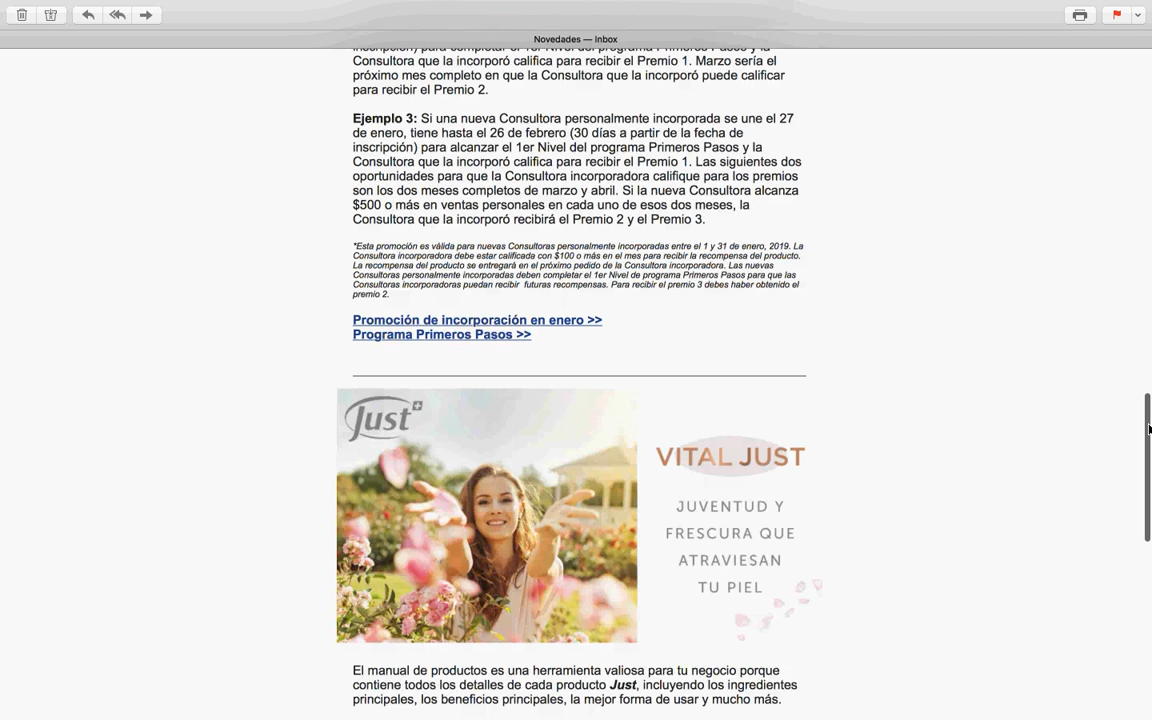 Novedades — Inbox
inscripción) para completar el 1er Nivel del programa Primeros Pasos y la
Consultora que la incorporó califica para recibir el Premio 1. Marzo sería el
próximo mes completo en que la Consultora que la incorporó puede calificar
para recibir el Premio 2.
Ejemplo 3: Si una nueva Consultora personalmente incorporada se une el 27
de enero, tiene hasta el 26 de febrero (30 días a partir de la fecha de
inscripción) para alcanzar el 1er Nivel del programa Primeros Pasos y la
Consultora que la incorporó califica para recibir el Premio 1. Las siguientes dos
oportunidades para que la Consultora incorporadora califique para los premios
son los dos meses completos de marzo y abril. Si la nueva Consultora alcanza
$500 o más en ventas personales en cada uno de esos dos meses, la
Consultora que la incorporó recibirá el Premio 2 y el Premio 3.
*Esta promoción es válida para nuevas Consultoras personalmente incorporadas entre el 1 y 31 de enero, 2019. La
Consultora incorporadora debe estar calificada con $100 o más en el mes para recibir la recompensa del producto.
La recompensa del producto se entregará en el próximo pedido de la Consultora incorporadora. Las nuevas
Consultoras personalmente incorporadas deben completar el 1er Nivel de programa Primeros Pasos para que las
Consultoras incorporadoras puedan recibir futuras recompensas. Para recibir el premio 3 debes haber obtenido el
premio 2.
Promoción de incorporación en enero >>
Programa Primeros Pasos >>
Just
VITAL JUST
JUVENTUD Y
FRESCURA QUE
ATRAVIESAN
TU PIEL
El manual de productos es una herramienta valiosa para tu negocio porque
contiene todos los detalles de cada producto Just, incluyendo los ingredientes
principales, los beneficios principales, la mejor forma de usar y mucho más.